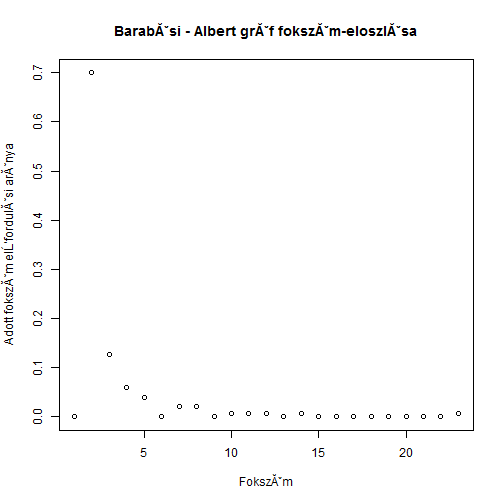 BarabĂˇsi - Albert grĂˇf fokszĂˇm-eloszlĂˇsa
Adott fokszĂˇm elĹ'fordulĂˇsi arĂˇnya
0.7
0.6
0.5
0.4
0.3
0.2
0.1
0.0
5 10 15 20
FokszĂˇm